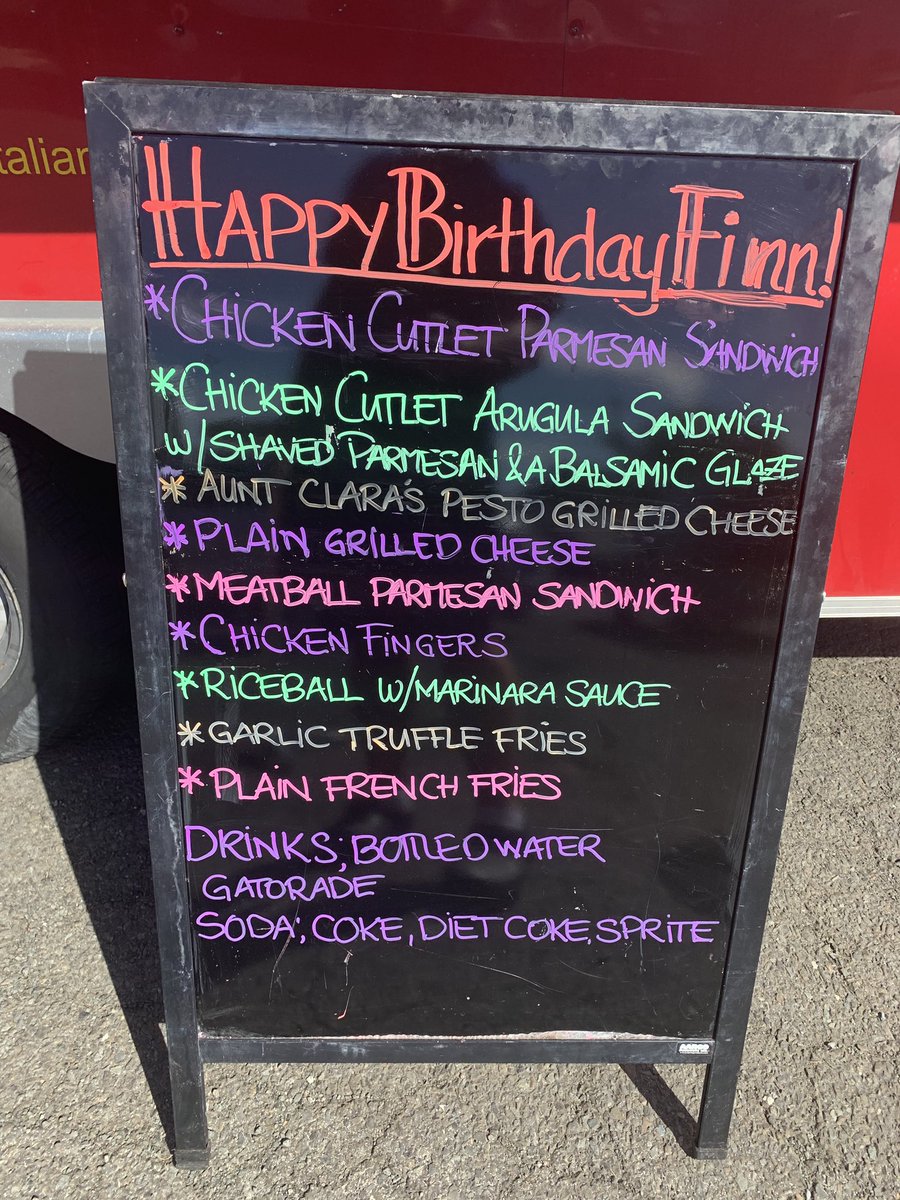 talian
Happy Birthday Finn!
*CHICKEN CUTLET PARMESAN SANDWICH
*CHICKEN CUTLET ARUGULA SANDWICH
W/SHAVED PARMESAN & A BALSAMIC GLAZE
*AUNT CLARA'S PESTO GRILLED CHEESE
*PLAIN GRILLED CHEESE
*MEATBALL PARMESAN SANDWICH
*CHICKEN FINGERS
*RICEBALL W/MARINARA SAUCE
*GARLIC TRUFFLE FRIES
*PLAIN FRENCH FRIES
DRINKS; BOTTLED WATER
GATORADE
SODA; COKE, DIET COKE, SPRITE
AARCO